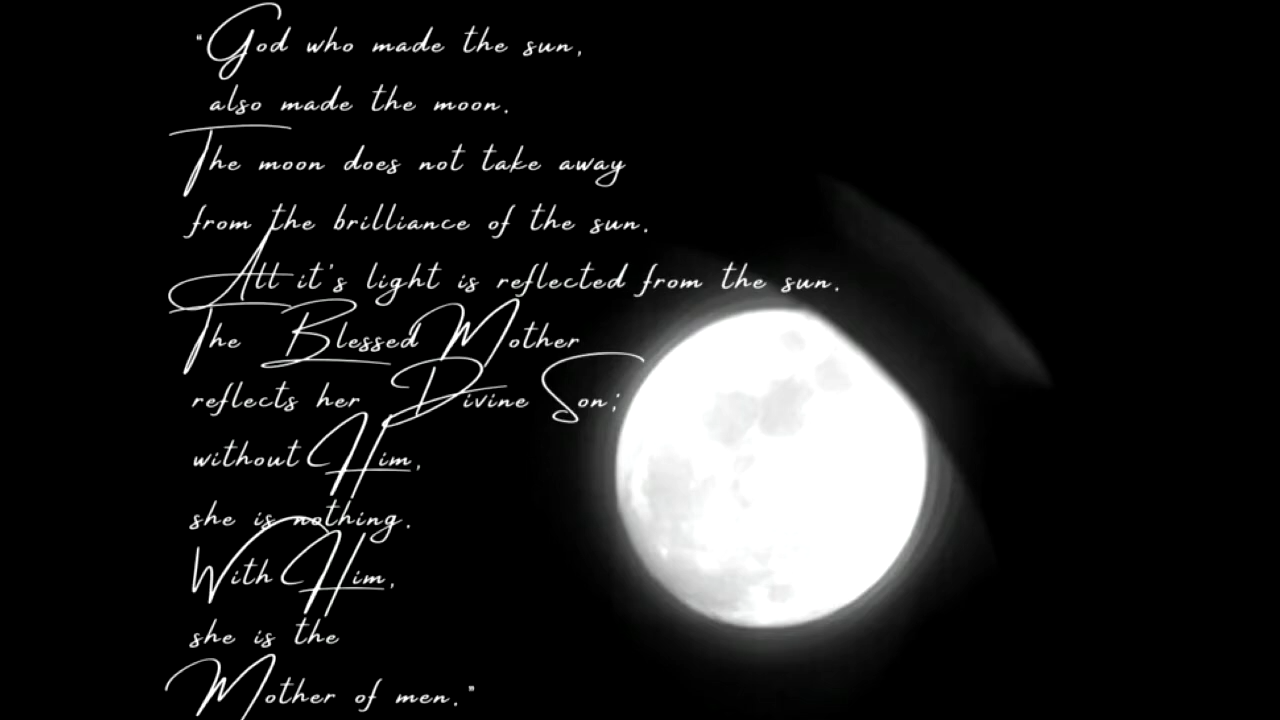 "God who made the sun,
also made the moon.
The moon does not take away
from the brilliance of the sun.
All it's light is reflected from the sun.
The Blessed Mother
reflects her Divine Son;
without Him,
she is nothing.
With Him,
she is the
Mother of men."